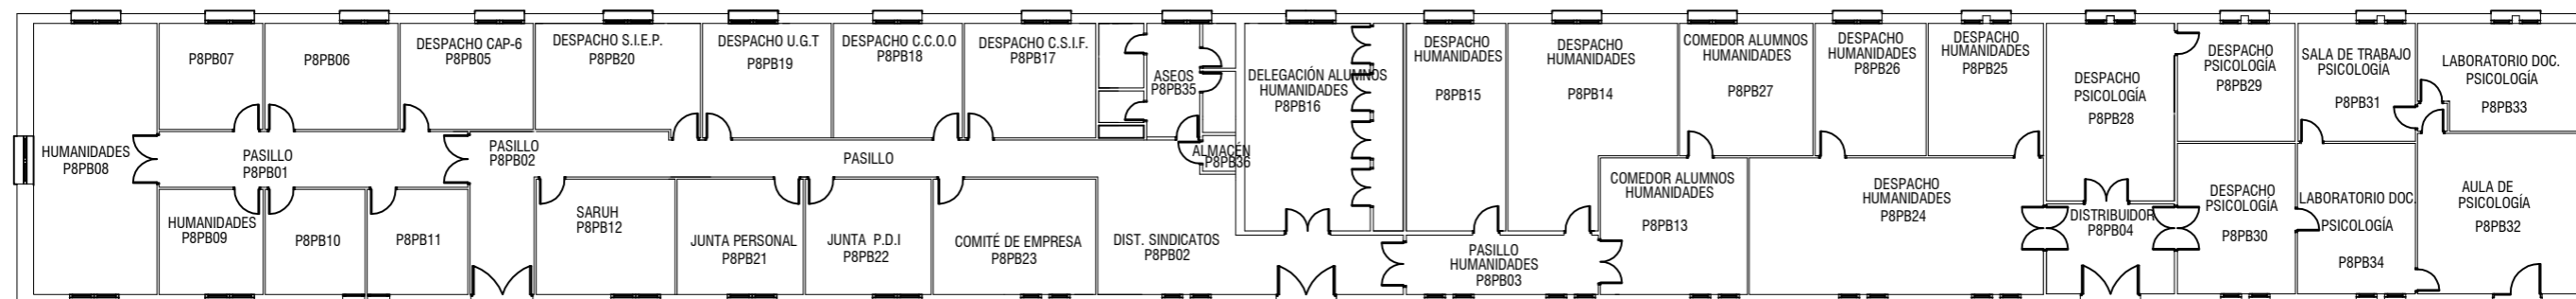 HUMANIDADES
P8PB08
P8PB07
P8PB06
DESPACHO CAP-6
P8PB05
DESPACHO S.I.E.P.
P8PB20
DESPACHO U.G.T
P8PB19
DESPACHO C.C.O.O
P8PB18
DESPACHO C.S.I.F.
P8PB17
ASEOS
P8PB35
ALMACÉN
P8PB36
PASILLO
P8PB01
PASILLO
P8PB02
PASILLO
HUMANIDADES
P8PB09
P8PB10
P8PB11
SARUH
P8PB12
JUNTA PERSONAL
P8PB21
JUNTA P.D.I
P8PB22
COMITÉ DE EMPRESA
P8PB23
DIST. SINDICATOS
P8PB02
DELEGACIÓN ALUMNOS
HUMANIDADES
P8PB16
DESPACHO
HUMANIDADES
P8PB15
DESPACHO
HUMANIDADES
P8PB14
PASILLO
HUMANIDADES
P8PB03
COMEDOR ALUMNOS
HUMANIDADES
P8PB27
COMEDOR ALUMNOS
HUMANIDADES
P8PB13
DESPACHO
HUMANIDADES
P8PB26
DESPACHO
HUMANIDADES
P8PB25
DESPACHO
HUMANIDADES
P8PB24
DESPACHO
PSICOLOGÍA
P8PB28
DISTRIBUIDOR
P8PB04
DESPACHO
PSICOLOGÍA
P8PB29
DESPACHO
PSICOLOGÍA
P8PB30
SALA DE TRABAJO
PSICOLOGÍA
P8PB31
LABORATORIO DOC.
PSICOLOGÍA
P8PB34
LABORATORIO DOC.
PSICOLOGÍA
P8PB33
AULA DE
PSICOLOGÍA
P8PB32